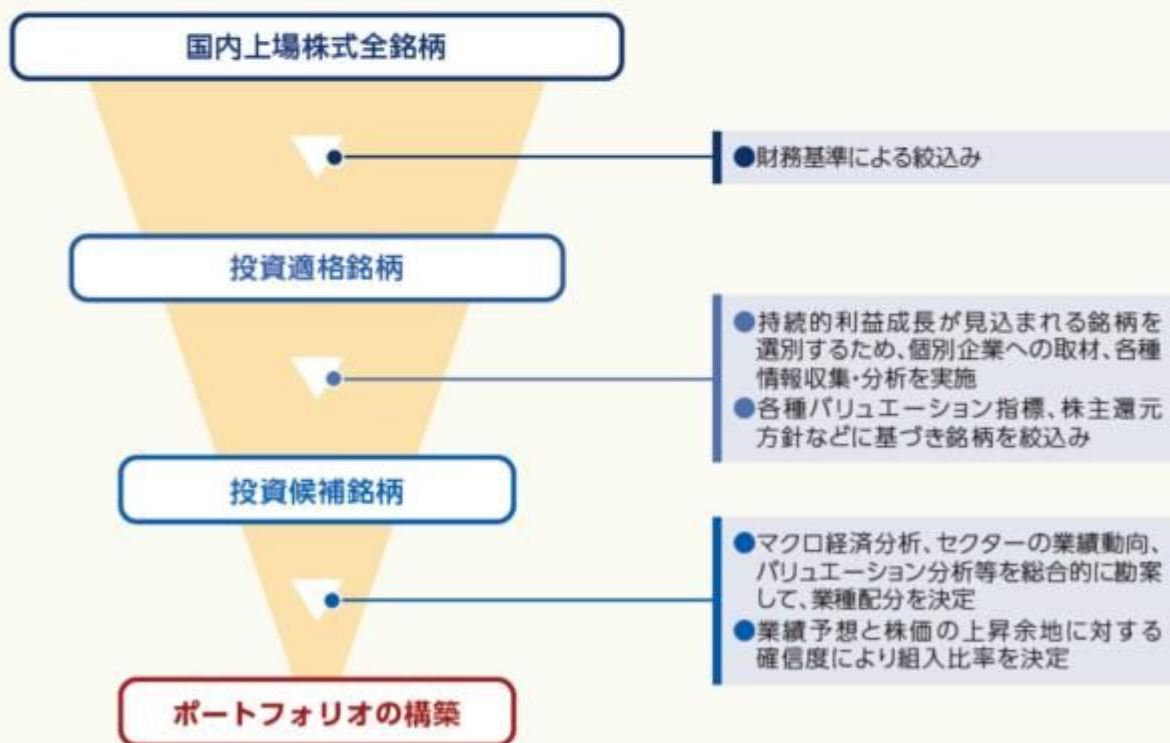 国内上場株式全銘柄
●財務基準による絞込み
投資適格銘柄
●持続的利益成長が見込まれる銘柄を
選別するため、個別企業への取材、各種
情報収集・分析を実施
●各種バリュエーション指標、株主還元
方針などに基づき銘柄を絞込み
投資候補銘柄
●マクロ経済分析、セクターの業績動向、
バリュエーション分析等を総合的に勘案
して、業種配分を決定
●業績予想と株価の上昇余地に対する
確信度により組入比率を決定
ポートフォリオの構築